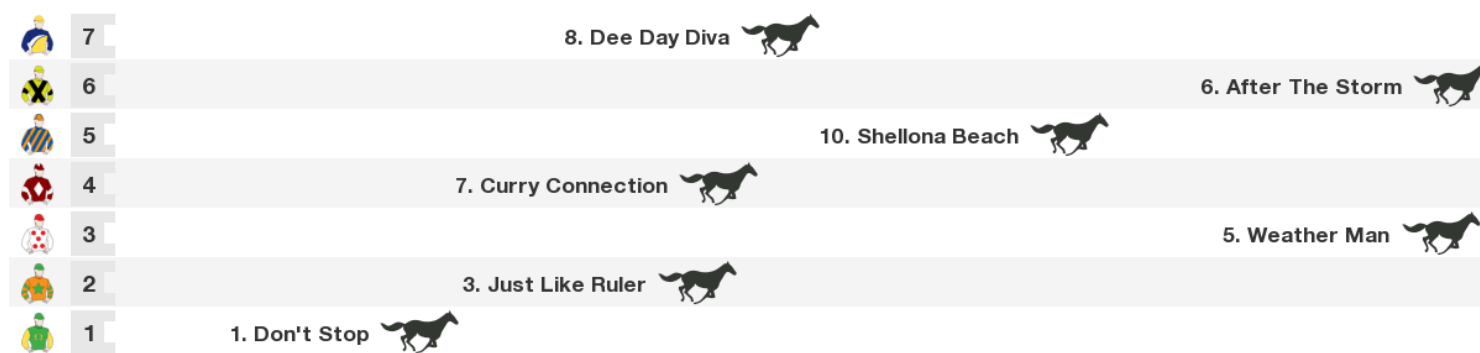 7 8. Dee Day Diva
6 6. After The Storm
5 10. Shellona Beach
4 7. Curry Connection
3 5. Weather Man
2 3. Just Like Ruler
1 1. Don't Stop